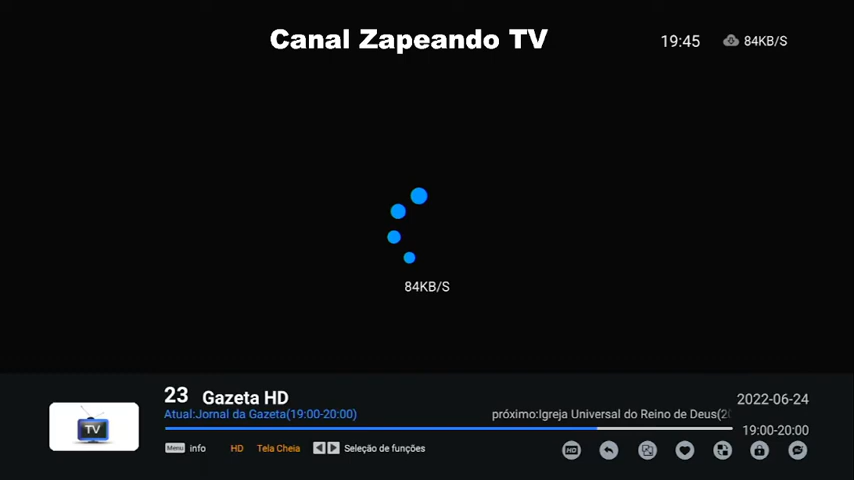 Canal Zapeando TV
19:45 84KB/S
84KB/S
23 Gazeta HD
2022-06-24
Atual:Jornal da Gazeta(19:00-20:00)
próximo:Igreja Universal do Reino de Deus(20
19:00-20:00
TV
Menu info HD Tela Cheia Seleção de funções
HD